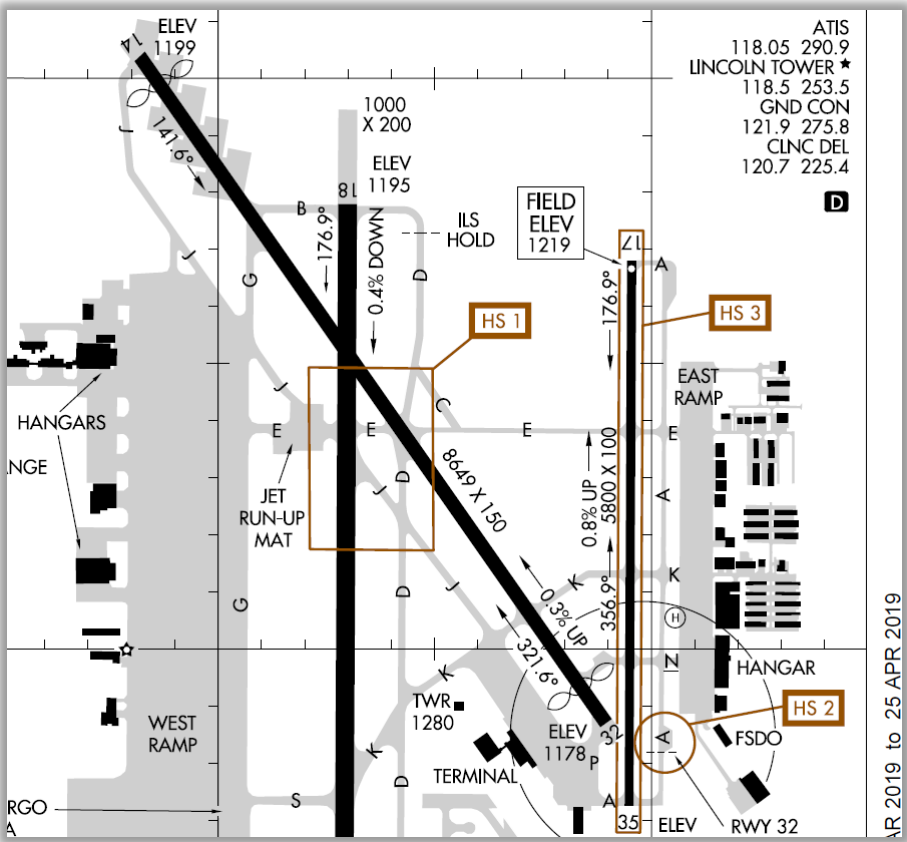 ELEV
1199
14
141.6°
J
1000
X 200
ELEV
1195
18
B
176.9°
0.4% DOWN
ILS
HOLD
D
G
J
FIELD
ELEV
1219
17
A
176.9°
ATIS
118.05 290.9
LINCOLN TOWER
118.5 253.5
GND CON
121.9 275.8
CLNC DEL
120.7 225.4
D
HS 1
HS 3
HANGARS
J
E
E
C
E
E
EAST
RAMP
NGE
JET
RUN-UP
MAT
J
D
8649 X 150
0.8% UP
5800 X 100
A
G
D
J
K
356.9°
K
H
0.3% UP
321.6°
N
HANGAR
WEST
RAMP
TWR
1280
K
K
TERMINAL
ELEV
1178
32
P
A
HS 2
FSDO
RGO
A
S
D
A
35
ELEV
RWY 32
AR 2019 to 25 APR 2019